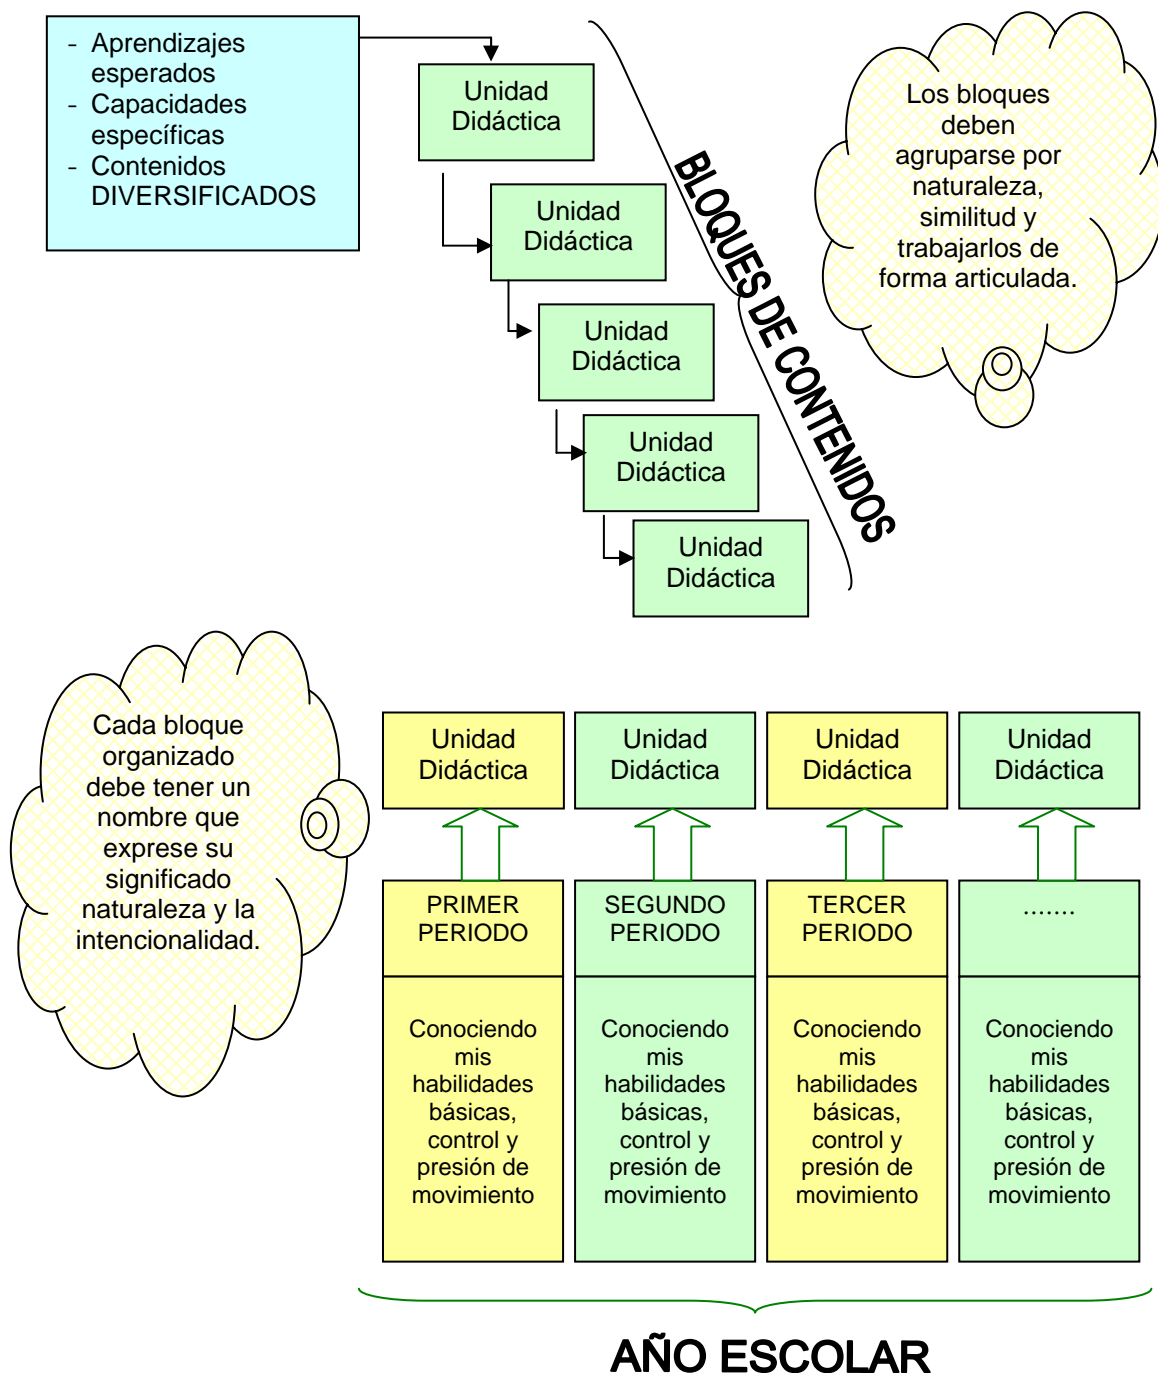 - Aprendizajes
esperados
- Capacidades
específicas
- Contenidos
DIVERSIFICADOS
Unidad
Didáctica
Unidad
Didáctica
Unidad
Didáctica
Unidad
Didáctica
Unidad
Didáctica
BLOQUES DE CONTENIDOS
Los bloques
deben
agruparse por
naturaleza,
similitud y
trabajarlos de
forma articulada.
Cada bloque
organizado
debe tener un
nombre que
exprese su
significado
naturaleza y la
intencionalidad.
Unidad
Didáctica
Unidad
Didáctica
Unidad
Didáctica
Unidad
Didáctica
PRIMER
PERIODO
SEGUNDO
PERIODO
TERCER
PERIODO
.......
Conociendo
mis
habilidades
básicas,
control y
presión de
movimiento
Conociendo
mis
habilidades
básicas,
control y
presión de
movimiento
Conociendo
mis
habilidades
básicas,
control y
presión de
movimiento
Conociendo
mis
habilidades
básicas,
control y
presión de
movimiento
AÑO ESCOLAR